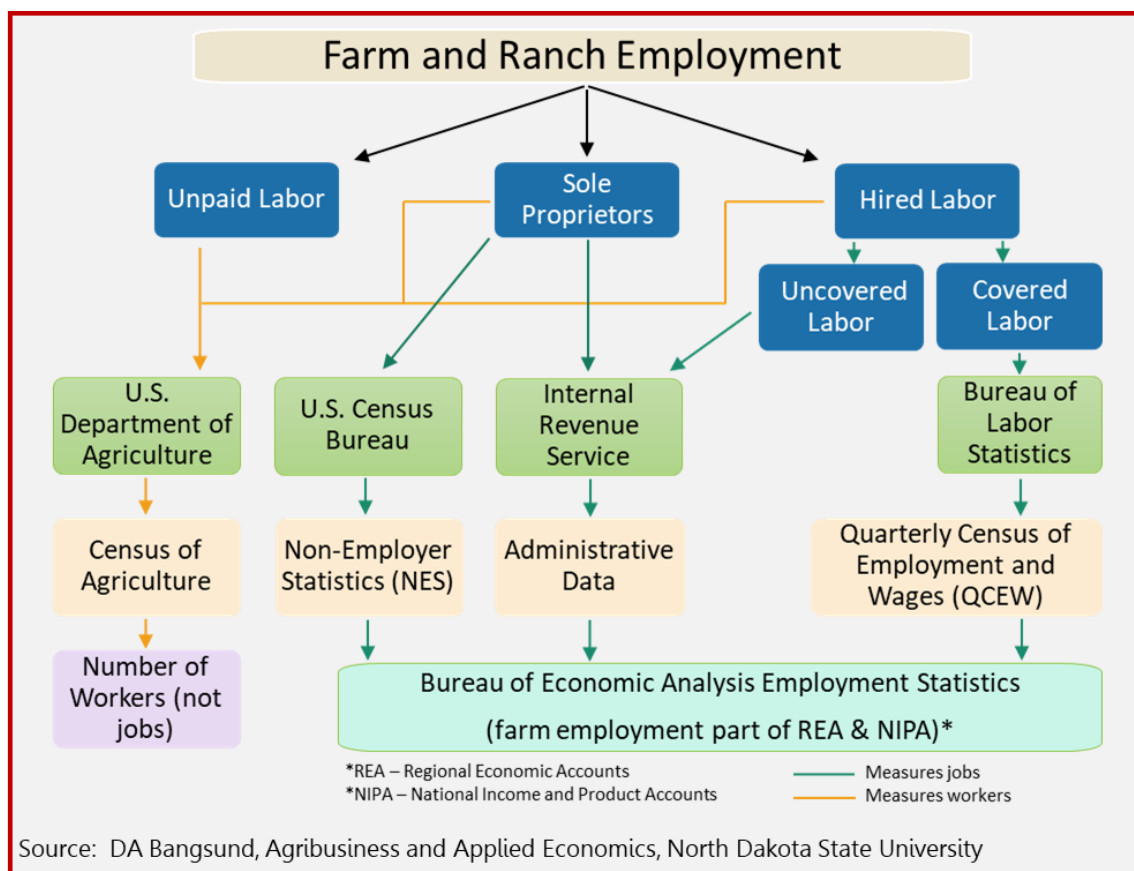 Farm and Ranch Employment
Unpaid Labor
Sole
Proprietors
Hired Labor
Uncovered
Labor
Covered
Labor
U.S.
Department of
Agriculture
U.S. Census
Bureau
Internal
Revenue
Service
Bureau of
Labor
Statistics
Census of
Agriculture
Non-Employer
Statistics (NES)
Administrative
Data
Quarterly Census of
Employment and
Wages (QCEW)
Number of
Workers (not
jobs)
Bureau of Economic Analysis Employment Statistics
(farm employment part of REA & NIPA)*
*REA – Regional Economic Accounts
*NIPA – National Income and Product Accounts
Measures jobs
Measures workers
Source: DA Bangsund, Agribusiness and Applied Economics, North Dakota State University